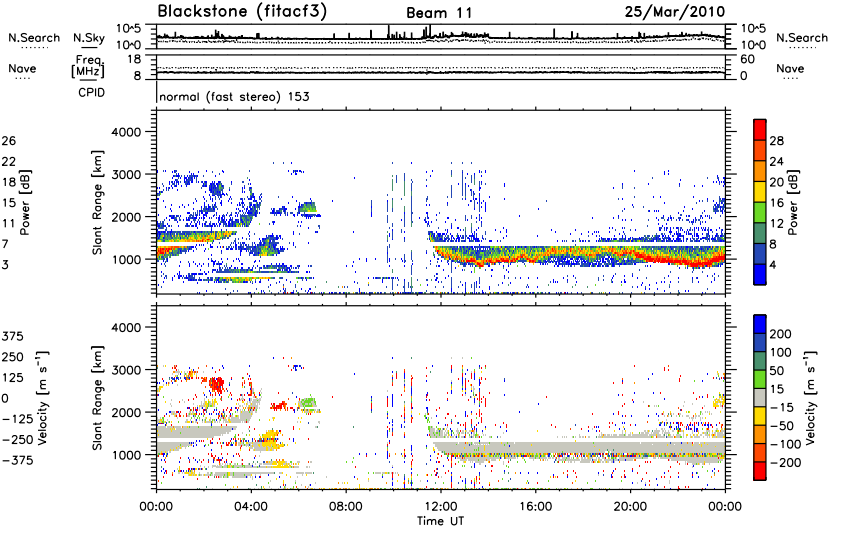 Blackstone (fitacf3) Beam 11 25/Mar/2010
N.Search N.Sky 10^5 10^5 N.Search
10^0 10^0
Nave Freq. [MHz] 18 60 Nave
8 0
CPID normal (fast stereo) 153
Power [dB] 26 22 18 15 11 7 3
Slant Range [km] 4000 3000 2000 1000
28 24 20 16 12 8 4 Power [dB]
Velocity [m s⁻¹] 375 250 125 0 −125 −250 −375
Slant Range [km] 4000 3000 2000 1000
200 100 50 15 −15 −50 −100 −200 Velocity [m s⁻¹]
00:00 04:00 08:00 12:00 16:00 20:00 00:00
Time UT